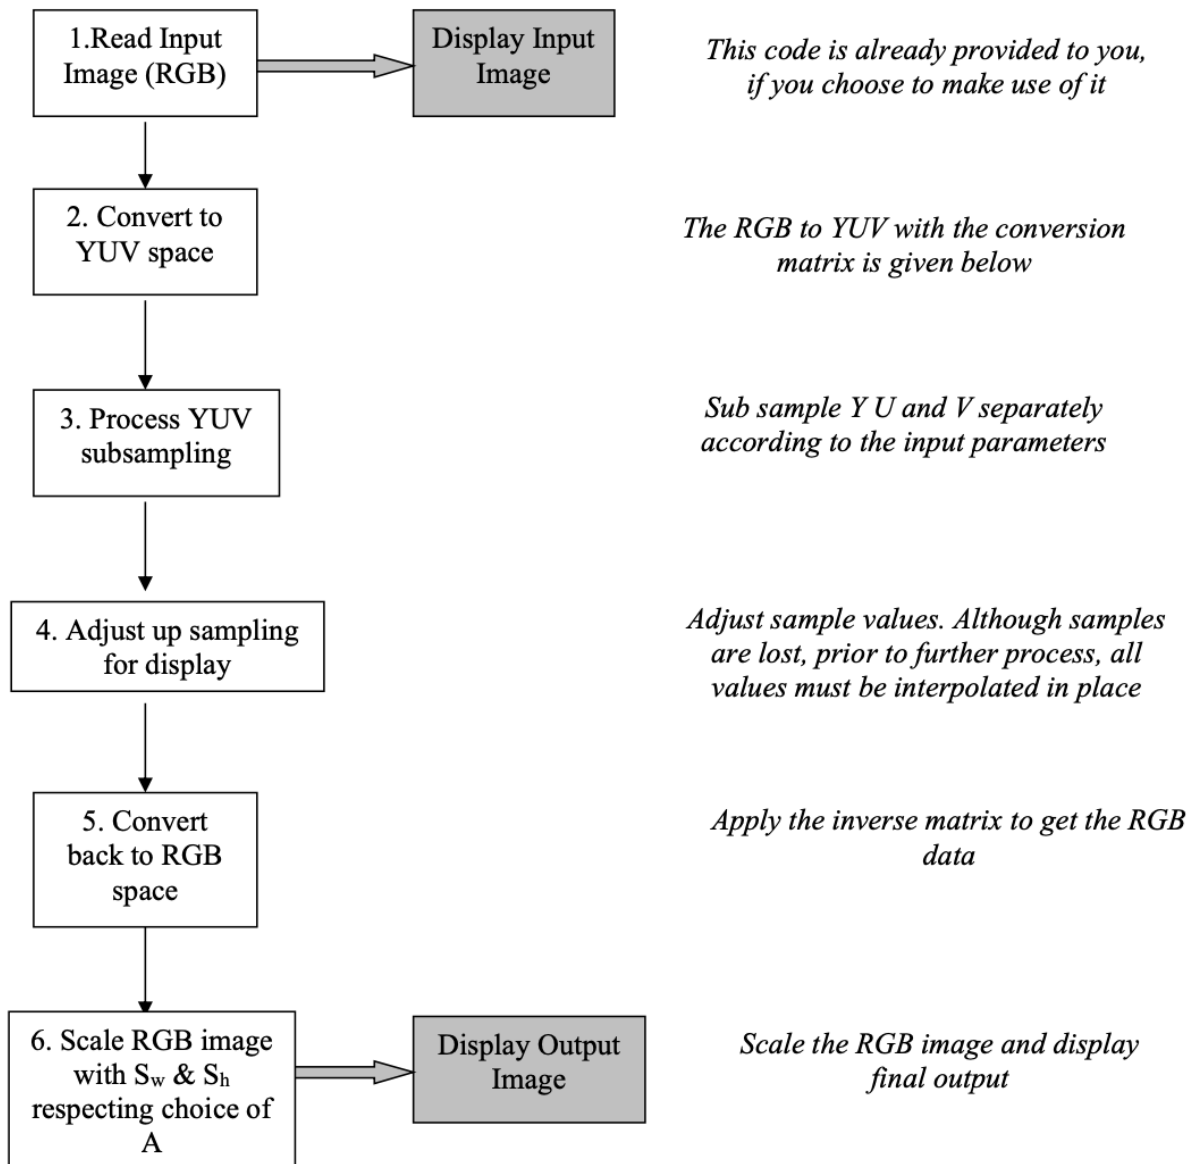 1.Read Input
Image (RGB)
Display Input
Image
This code is already provided to you,
if you choose to make use of it
2. Convert to
YUV space
The RGB to YUV with the conversion
matrix is given below
3. Process YUV
subsampling
Sub sample Y U and V separately
according to the input parameters
4. Adjust up sampling
for display
Adjust sample values. Although samples
are lost, prior to further process, all
values must be interpolated in place
5. Convert
back to RGB
space
Apply the inverse matrix to get the RGB
data
6. Scale RGB image
with Sw & Sh
respecting choice of
A
Display Output
Image
Scale the RGB image and display
final output